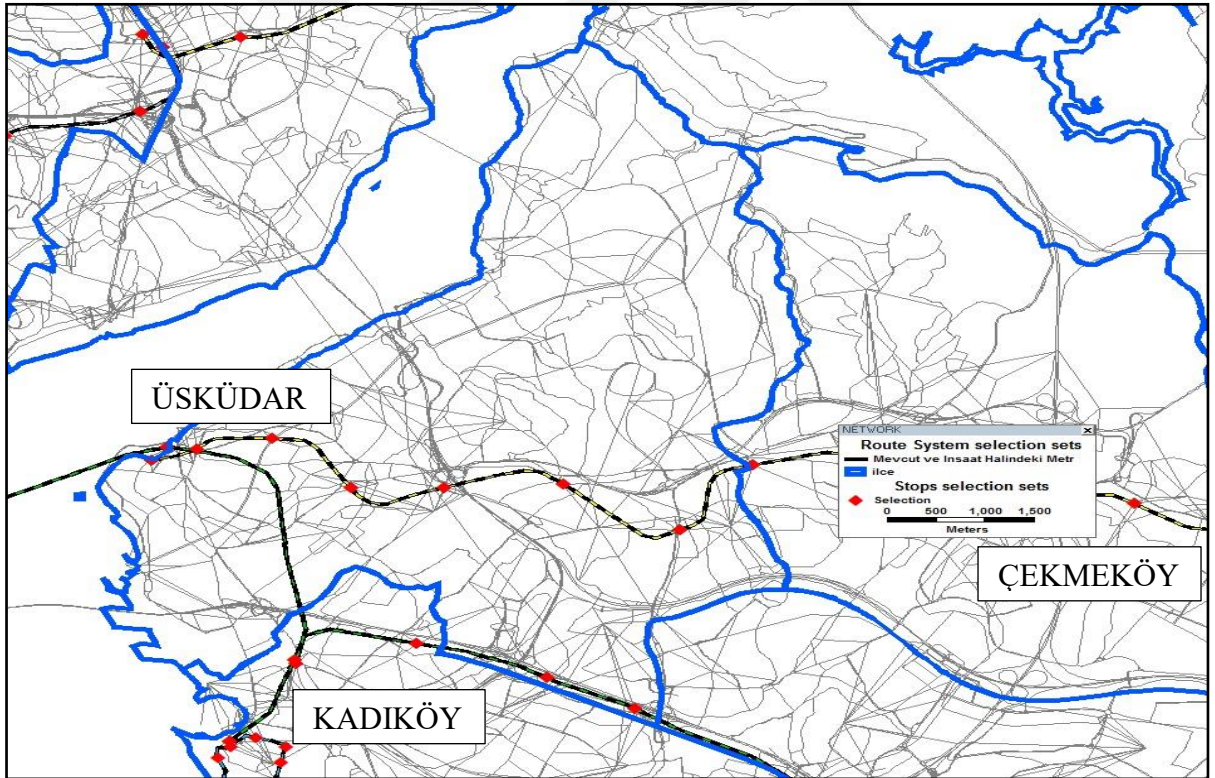 ÜSKÜDAR
NETWORK
Route System selection sets
Mevcut ve Insaat Halindeki Metr
ilce
Stops selection sets
Selection
0 500 1,000 1,500
Meters
ÇEKMEKÖY
KADIKÖY